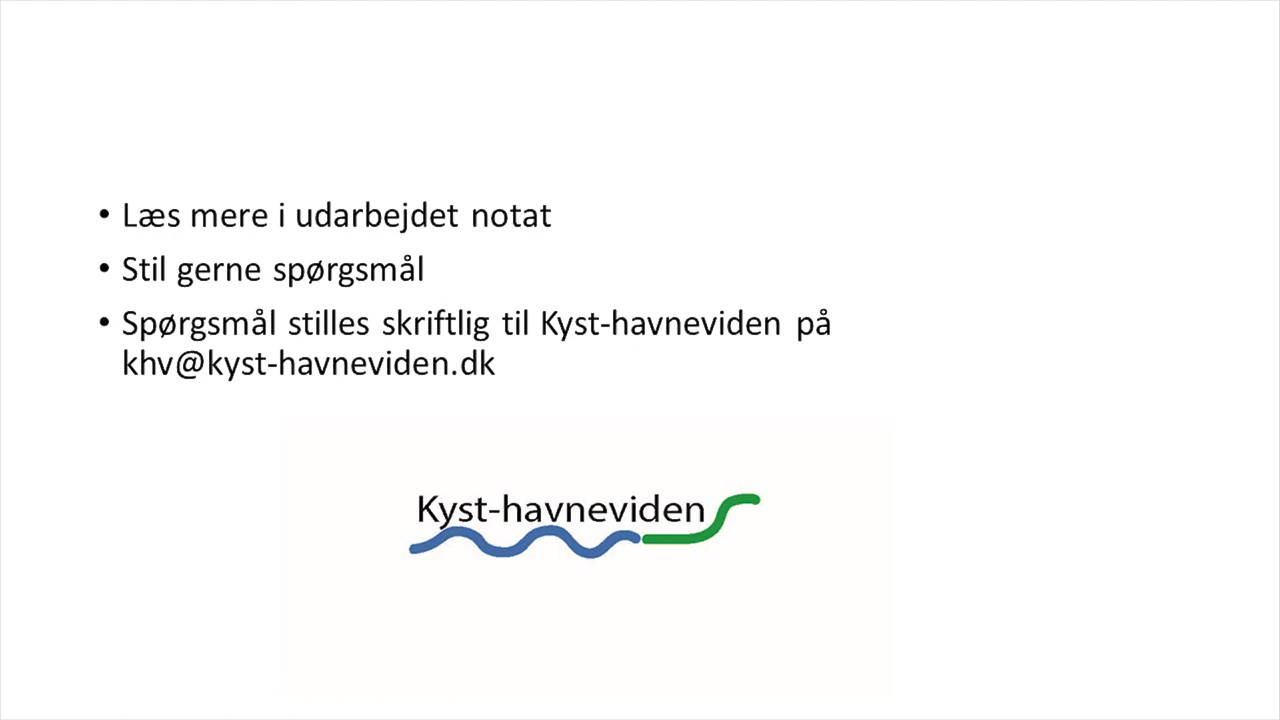 • Læs mere i udarbejdet notat
• Stil gerne spørgsmål
• Spørgsmål stilles skriftlig til Kyst-havneviden på
khv@kyst-havneviden.dk
Kyst-havneviden